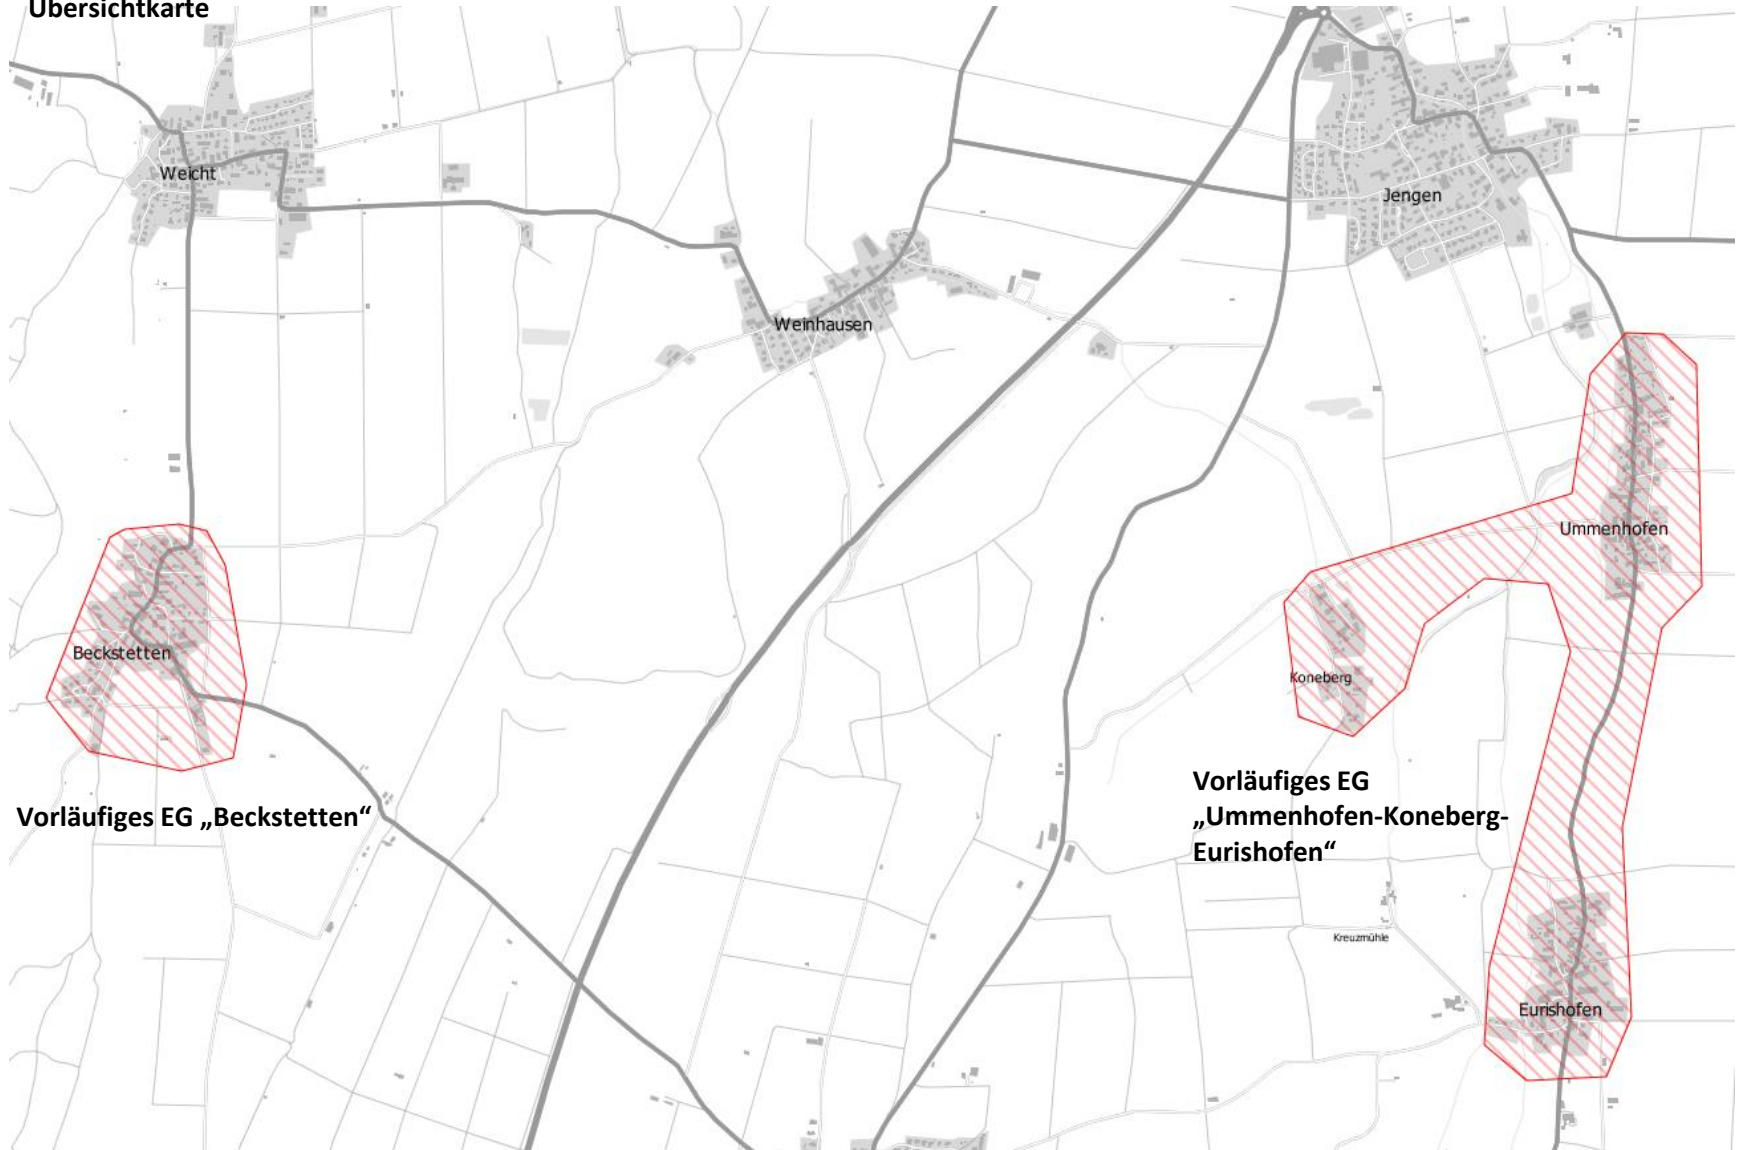 Übersichtkarte
Weicht
Jengen
Weinhausen
Ummenhofen
Beckstetten
Koneberg
Vorläufiges EG
„Ummenhofen-Koneberg-
Eurishofen“
Vorläufiges EG „Beckstetten“
Kreuzmühle
Eurishofen